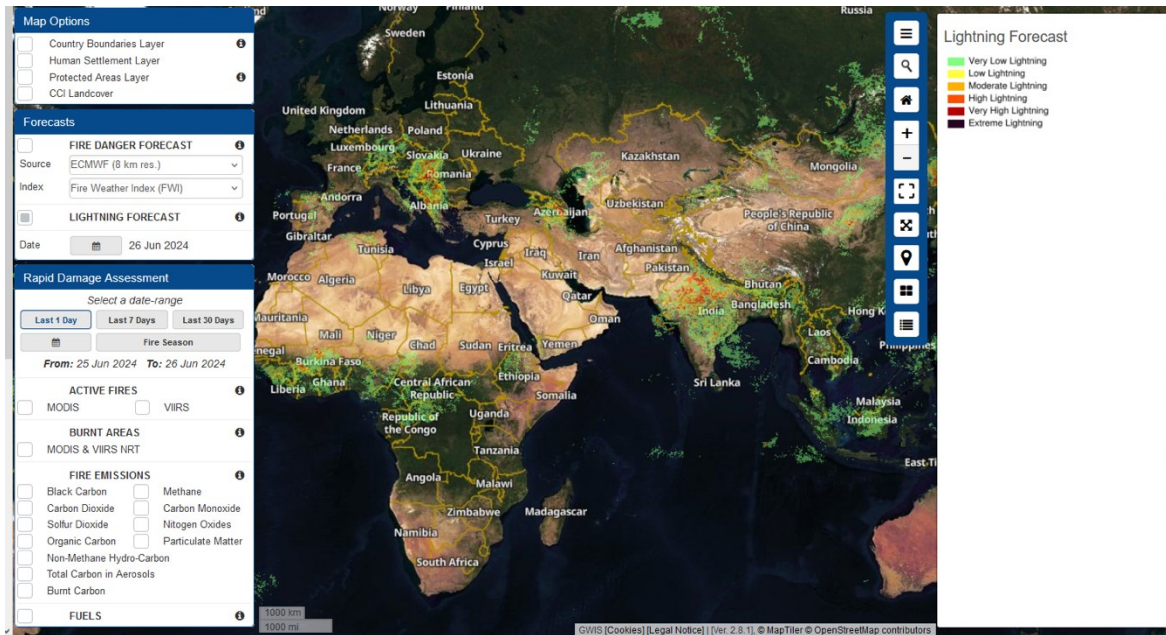 Map Options
Country Boundaries Layer
Human Settlement Layer
Protected Areas Layer
CCI Landcover
Forecasts
FIRE DANGER FORECAST
Source ECMWF (8 km res.)
Index Fire Weather Index (FWI)
LIGHTNING FORECAST
Date 26 Jun 2024
Rapid Damage Assessment
Select a date-range
Last 1 Day Last 7 Days Last 30 Days
Fire Season
From: 25 Jun 2024 To: 26 Jun 2024
ACTIVE FIRES
MODIS VIIRS
BURNT AREAS
MODIS & VIIRS NRT
FIRE EMISSIONS
Black Carbon Methane
Carbon Dioxide Carbon Monoxide
Solfur Dioxide Nitogen Oxides
Organic Carbon Particulate Matter
Non-Methane Hydro-Carbon
Total Carbon in Aerosols
Burnt Carbon
FUELS
Norway
Russia
Sweden
Estonia
United Kingdom
Lithuania
Netherlands
Poland
Luxembourg
Slovakia
Ukraine
Kazakhstan
Mongolia
France
Romania
Andorra
Uzbekistan
Portugal
Albania
Azerbaijan
People's Republic
of China
Turkey
Gibraltar
Tunisia
Cyprus
Afghanistan
Israel
Iraq
Iran
Pakistan
Morocco
Algeria
Libya
Egypt
Kuwait
Bhutan
Qatar
India
Bangladesh
Mauritania
Oman
Hong K
Mali
Niger
Chad
Sudan
Eritrea
Yemen
Laos
Philippines
negal
Burkina Faso
Cambodia
Liberia
Ghana
Central African
Republic
Ethiopia
Somalia
Sri Lanka
Malaysia
Republic of
the Congo
Uganda
Indonesia
Tanzania
East Ti
Angola
Malawi
Zimbabwe
Madagascar
Namibia
South Africa
1000 km
1000 mi
GWIS [Cookies] [Legal Notice] | [Ver. 2.8.1], © MapTiler © OpenStreetMap contributors
Lightning Forecast
Very Low Lightning
Low Lightning
Moderate Lightning
High Lightning
Very High Lightning
Extreme Lightning